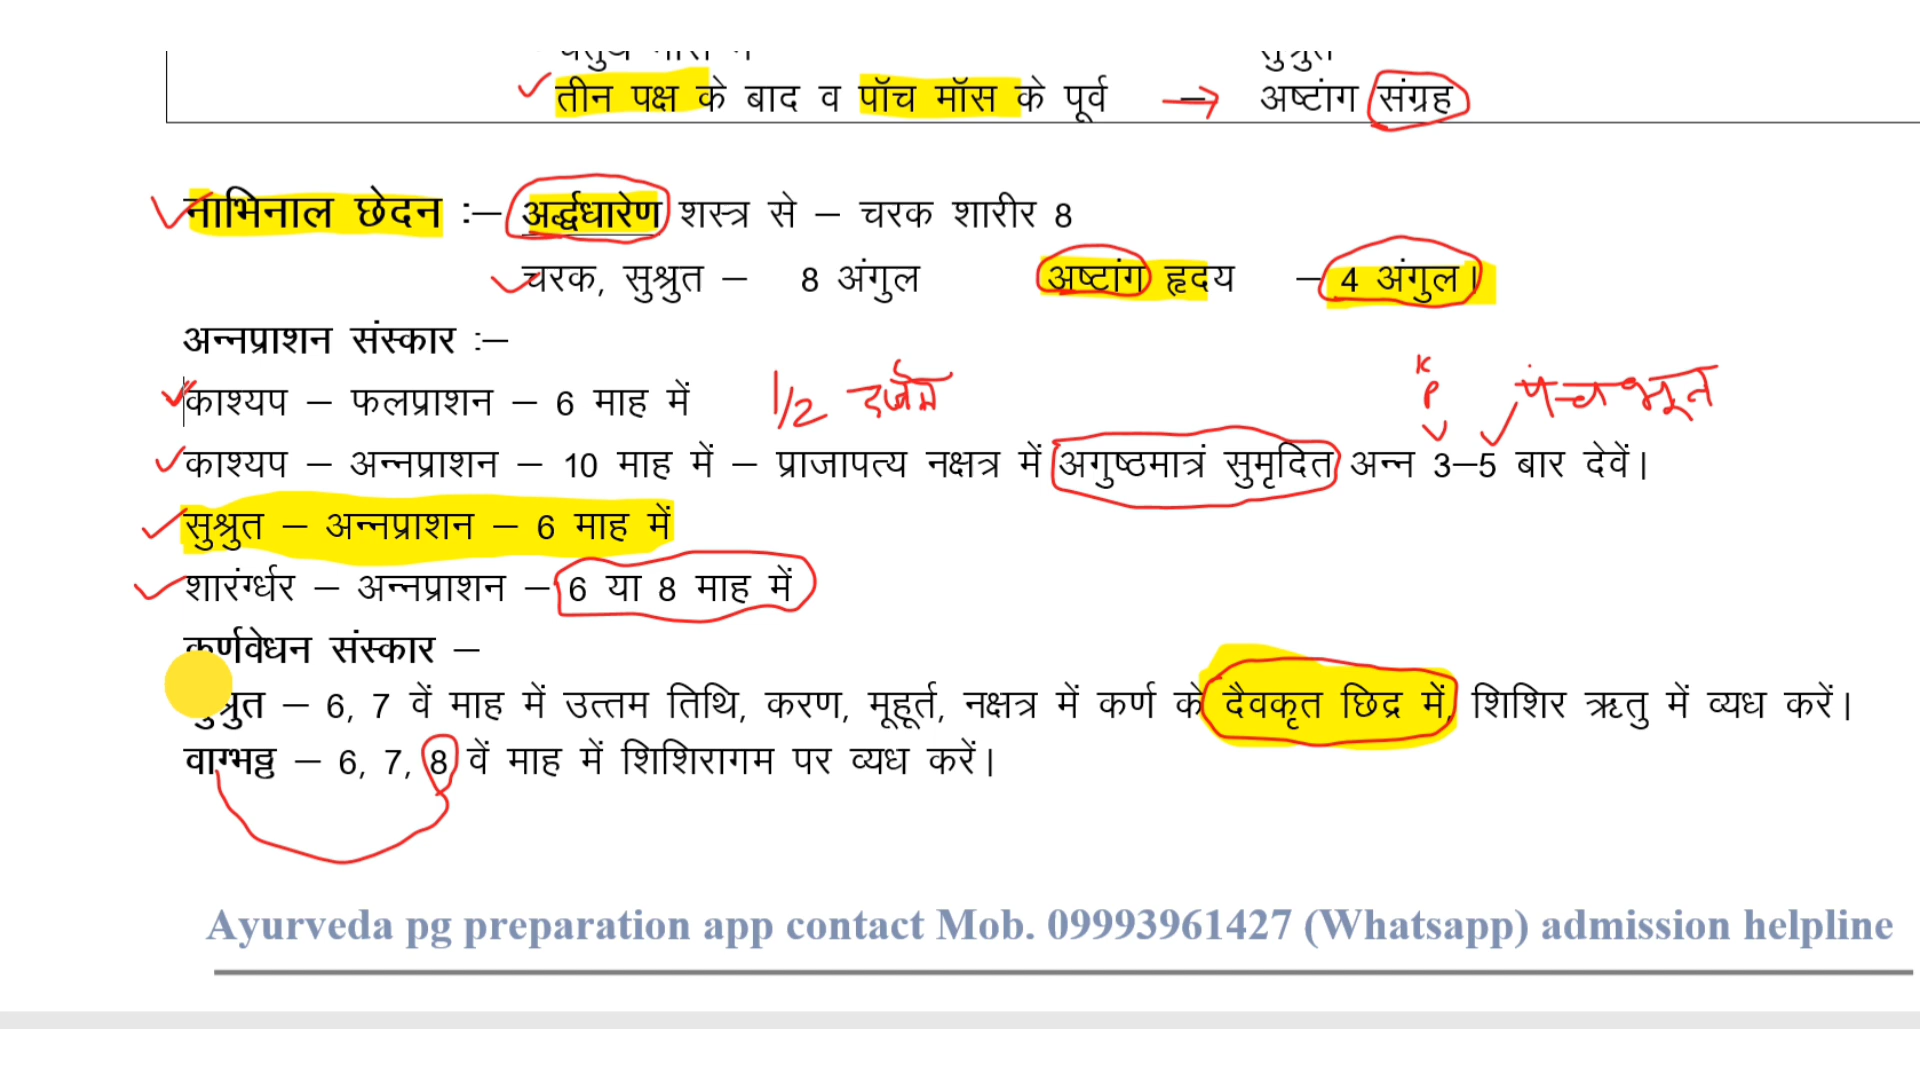 तीन पक्ष के बाद व पॉच मॉस के पूर्व – अष्टांग संग्रह
नाभिनाल छेदन :– अर्द्धधारेण शस्त्र से – चरक शारीर 8
चरक, सुश्रुत – 8 अंगुल अष्टांग हृदय – 4 अंगुल।
अन्नप्राशन संस्कार :–
काश्यप – फलप्राशन – 6 माह में 1/2 दर्जन
K
P पंचभूत
काश्यप – अन्नप्राशन – 10 माह में – प्राजापत्य नक्षत्र में अगुष्ठमात्रं सुमृदित अन्न 3–5 बार देवें।
सुश्रुत – अन्नप्राशन – 6 माह में
शारंर्ग्धर – अन्नप्राशन – 6 या 8 माह में
कर्णवेधन संस्कार –
सुश्रुत – 6, 7 वें माह में उत्तम तिथि, करण, मूहूर्त, नक्षत्र में कर्ण के दैवकृत छिद्र में, शिशिर ऋतु में व्यध करें।
वाग्भट्ठ – 6, 7, 8 वें माह में शिशिरागम पर व्यध करें।
Ayurveda pg preparation app contact Mob. 09993961427 (Whatsapp) admission helpline